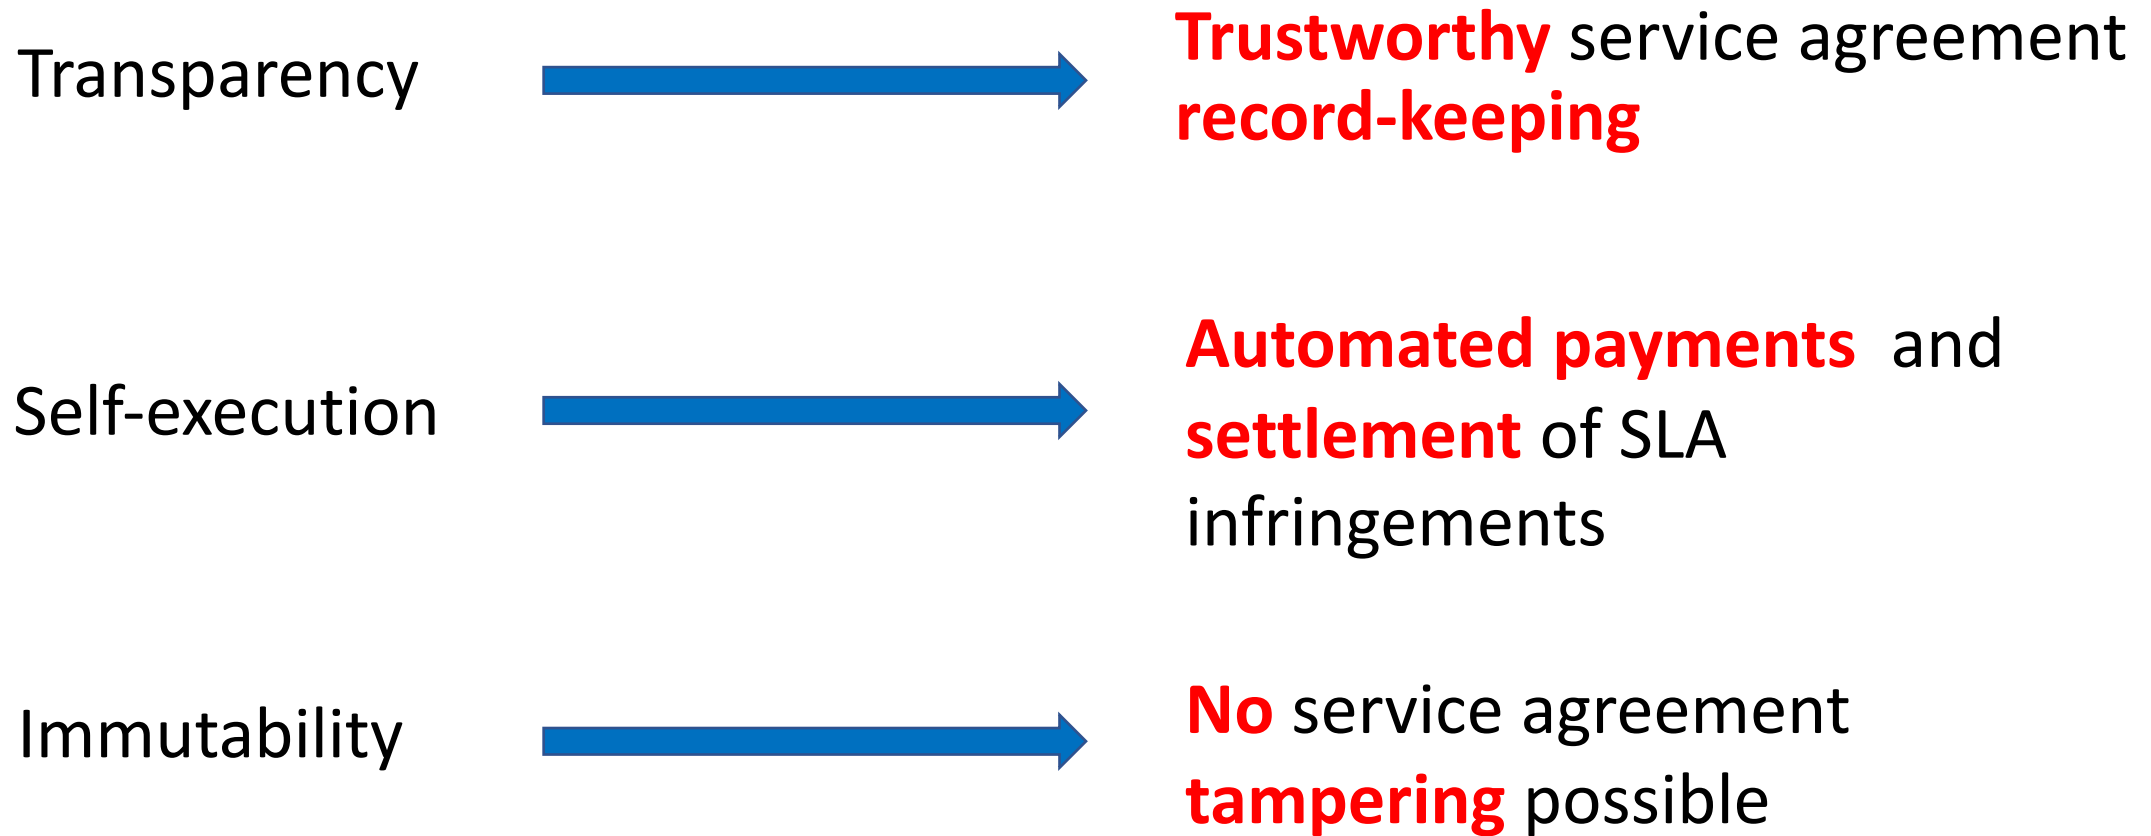 Transparency
Trustworthy service agreement
record-keeping
Self-execution
Automated payments and
settlement of SLA
infringements
Immutability
No service agreement
tampering possible